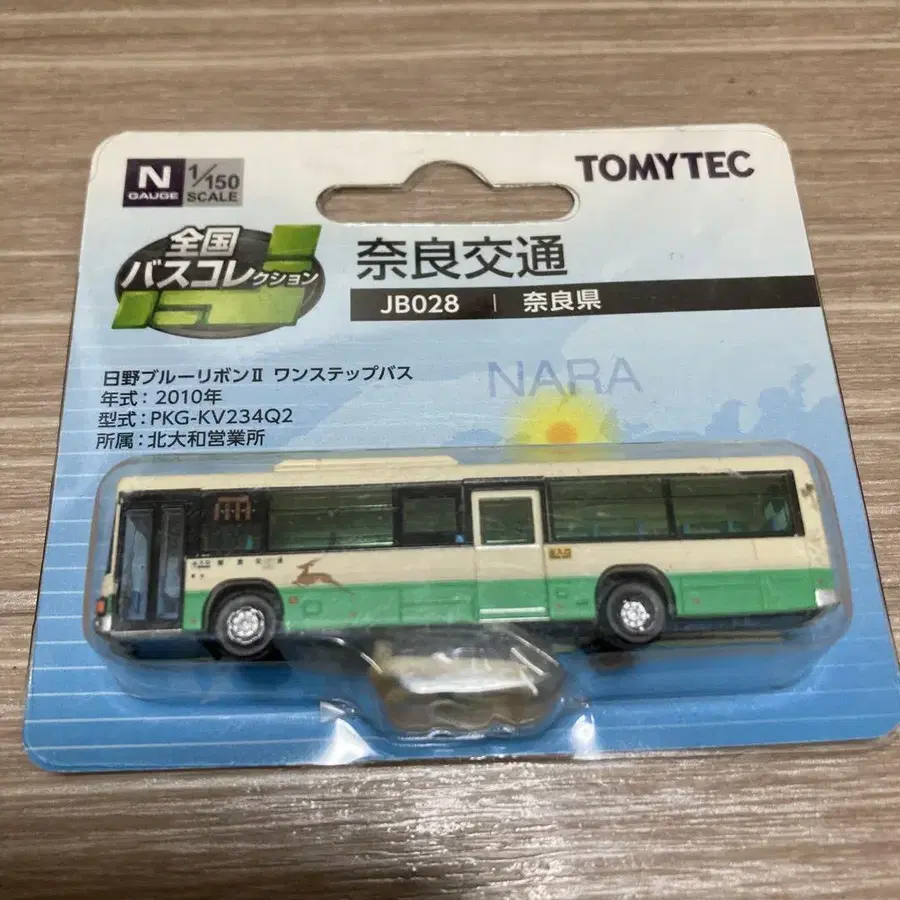 N
GAUGE
1/150
SCALE
TOMYTEC
全国
バスコレクション
奈良交通
JB028 | 奈良県
NARA
日野ブルーリボンⅡ ワンステップバス
年式：2010年
型式：PKG-KV234Q2
所属：北大和営業所